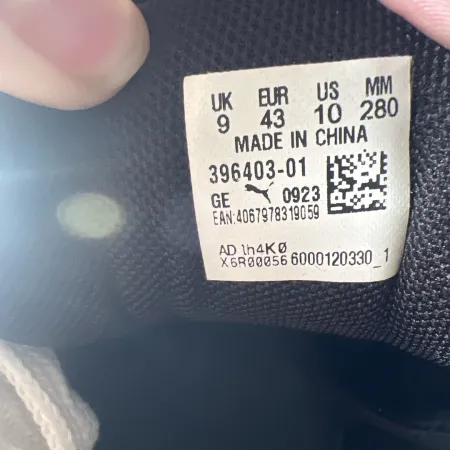 UK EUR US MM
9 43 10 280
MADE IN CHINA
396403-01
GE 0923
EAN:4067978319059
AD lh4KØ
X6R00056 6000120330_1